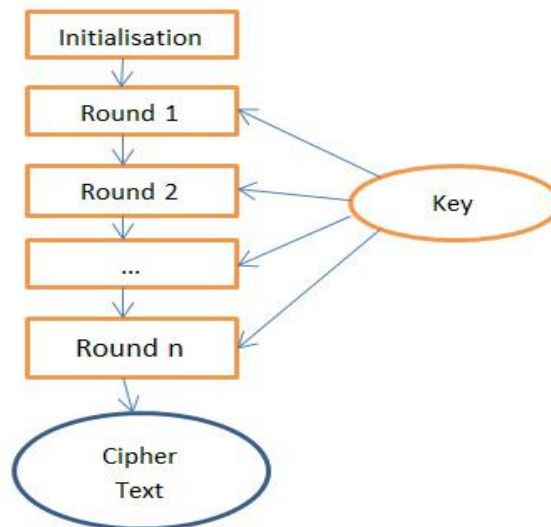 Initialisation
Round 1
Round 2
Key
...
Round n
Cipher
Text